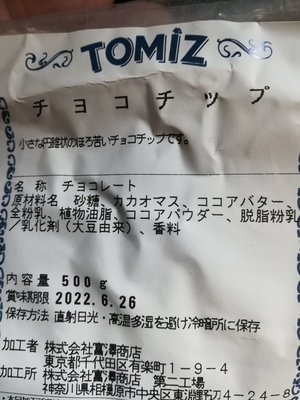 TOMIZ
チョコチップ
小さな円錐状のほろ苦いチョコチップです。
名 称 チョコレート
原材料名 砂糖、カカオマス、ココアバター、
全粉乳、植物油脂、ココアパウダー、脱脂粉乳
/乳化剤（大豆由来）、香料
内容量 500g
賞味期限 2022.6.26
保存方法 直射日光・高温多湿を避け冷暗所に保存
加工者 株式会社富澤商店
東京都千代田区有楽町1-9-4
加工所 株式会社富澤商店 第二工場
神奈川県相模原市中央区東淵野辺4-24-8